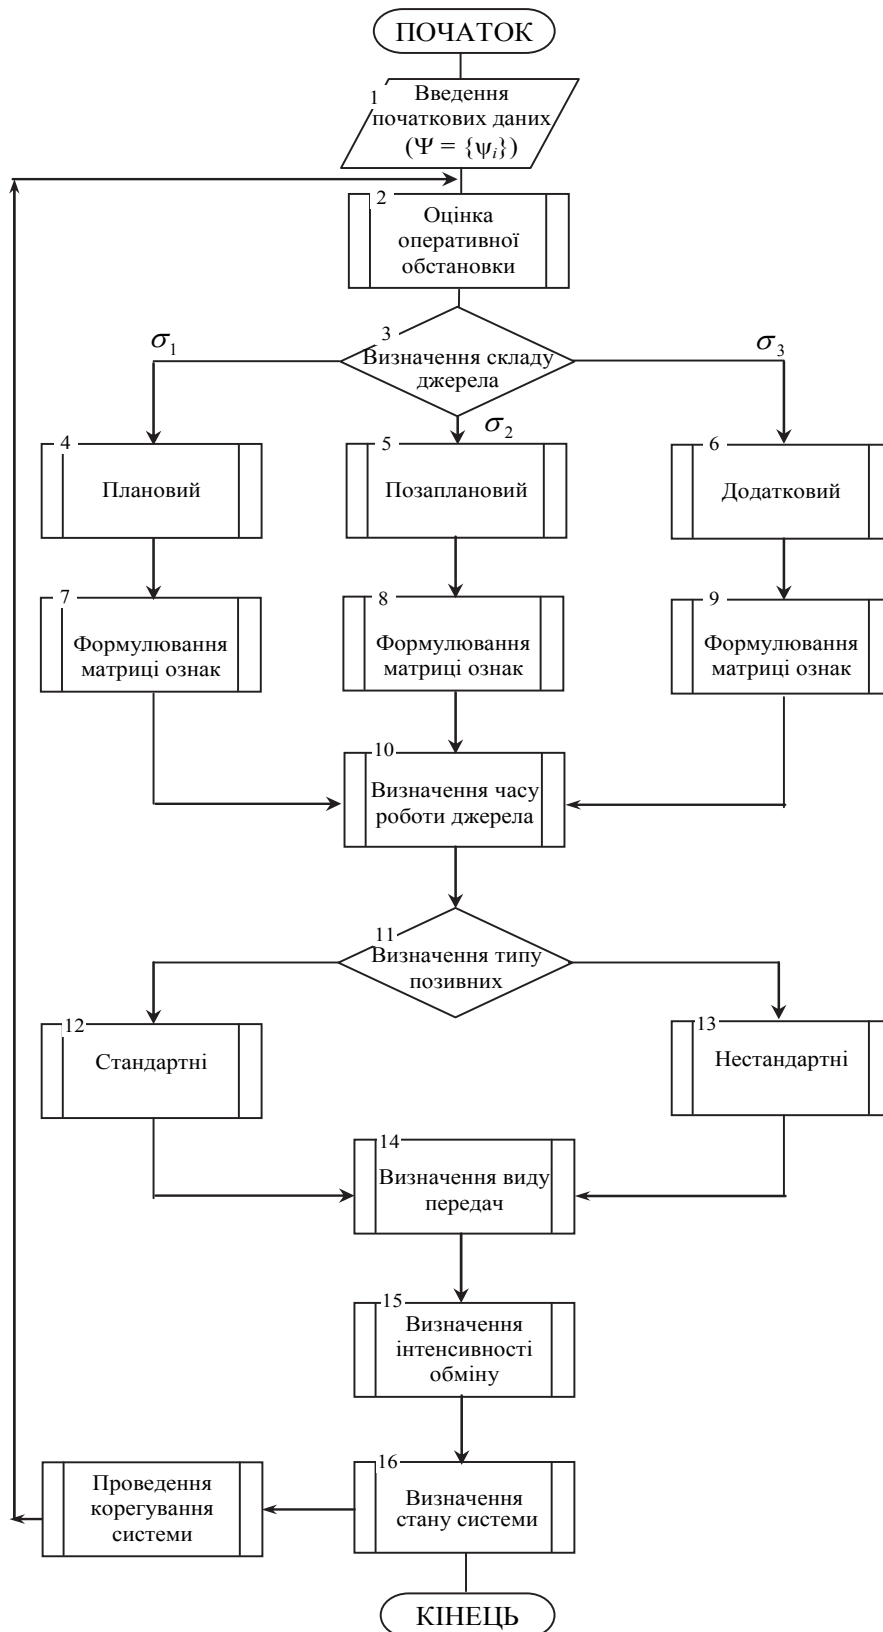 ПОЧАТОК
1
Введення
початкових даних
(Ψ = {ψᵢ})
2
Оцінка
оперативної
обстановки
3
Визначення складу
джерела
σ₁
σ₂
σ₃
4
Плановий
5
Позаплановий
6
Додатковий
7
Формулювання
матриці ознак
8
Формулювання
матриці ознак
9
Формулювання
матриці ознак
10
Визначення часу
роботи джерела
11
Визначення типу
позивних
12
Стандартні
13
Нестандартні
14
Визначення виду
передач
15
Визначення
інтенсивності
обміну
16
Визначення
стану системи
Проведення
корегування
системи
КІНЕЦЬ